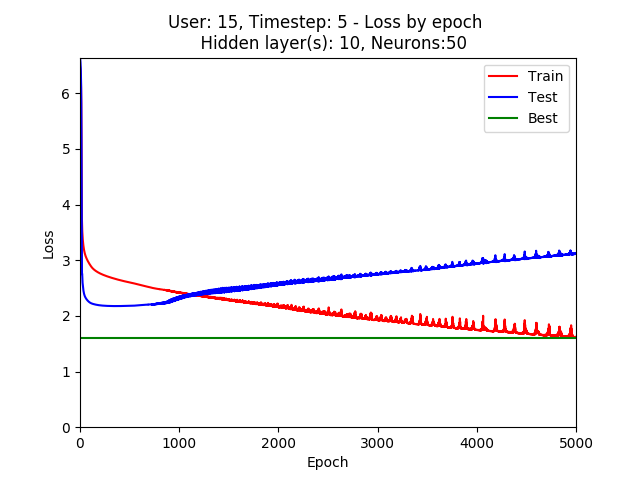 User: 15, Timestep: 5 - Loss by epoch
Hidden layer(s): 10, Neurons:50
Train
Test
Best
6
5
4
3
2
1
0
Loss
0 1000 2000 3000 4000 5000
Epoch